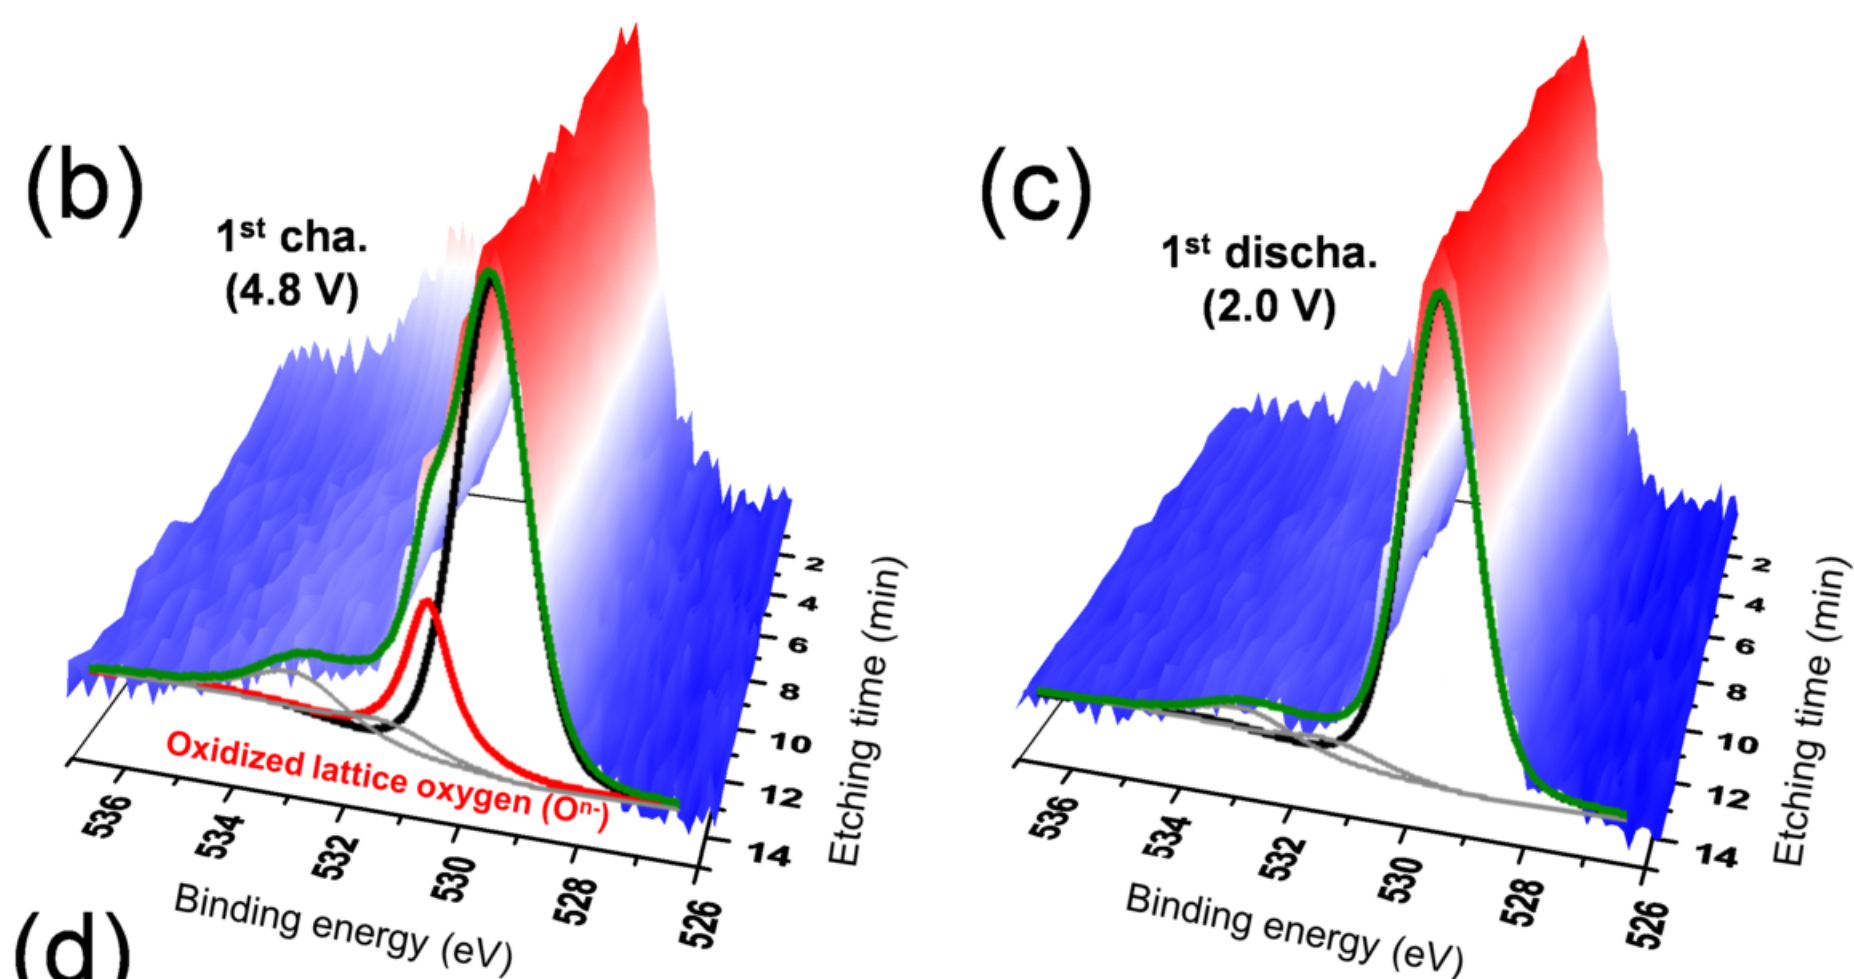 (b)
1st cha.
(4.8 V)
2
4
6
8
10
12
14
Etching time (min)
Oxidized lattice oxygen (Oⁿ⁻)
536
534
532
530
528
526
Binding energy (eV)
(c)
1st discha.
(2.0 V)
2
4
6
8
10
12
14
Etching time (min)
536
534
532
530
528
526
Binding energy (eV)
(d)